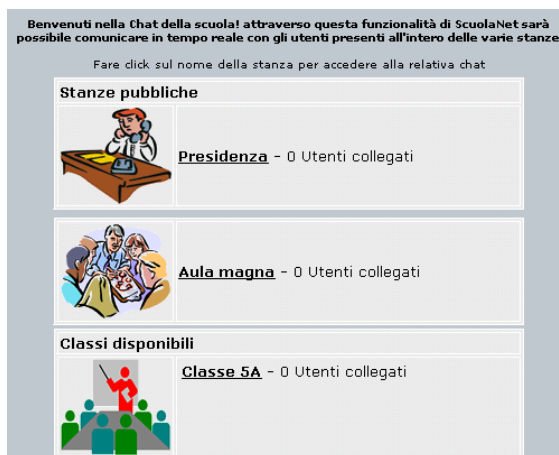 Benvenuti nella Chat della scuola! attraverso questa funzionalità di ScuolaNet sarà
possibile comunicare in tempo reale con gli utenti presenti all'intero delle varie stanze
Fare click sul nome della stanza per accedere alla relativa chat
Stanze pubbliche
Presidenza - 0 Utenti collegati
Aula magna - 0 Utenti collegati
Classi disponibili
Classe 5A - 0 Utenti collegati